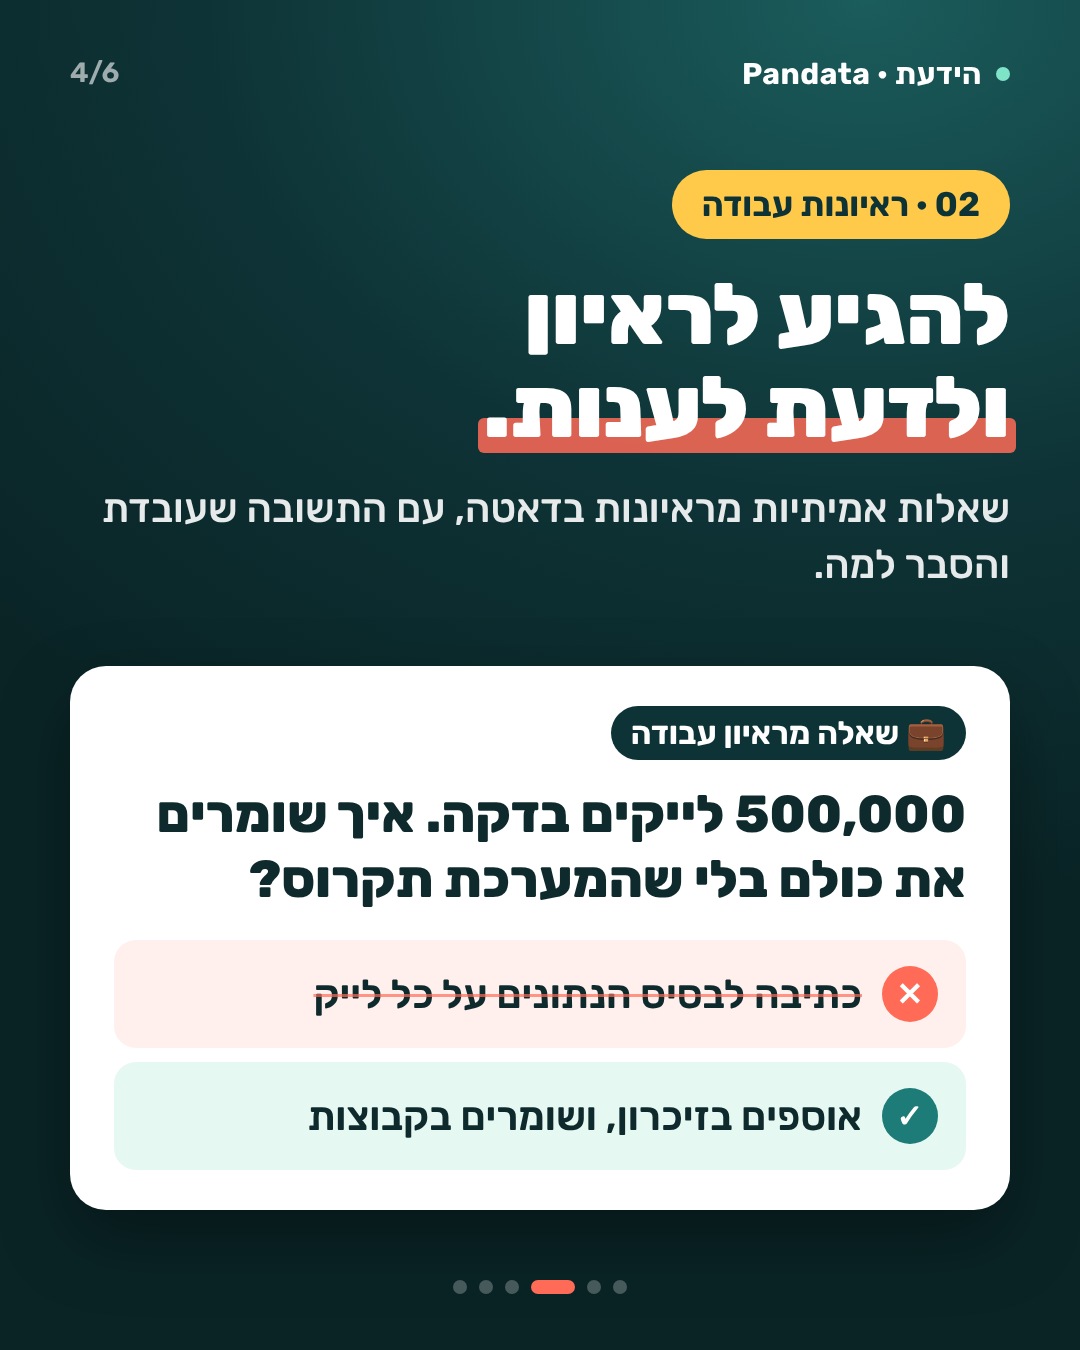 הידעת • Pandata
4/6
02 • ראיונות עבודה
להגיע לראיון
ולדעת לענות.
שאלות אמיתיות מראיונות בדאטה, עם התשובה שעובדת
והסבר למה.
💼 שאלה מראיון עבודה
500,000 לייקים בדקה. איך שומרים
את כולם בלי שהמערכת תקרוס?
✕ כתיבה לבסיס הנתונים על כל לייק
✓ אוספים בזיכרון, ושומרים בקבוצות